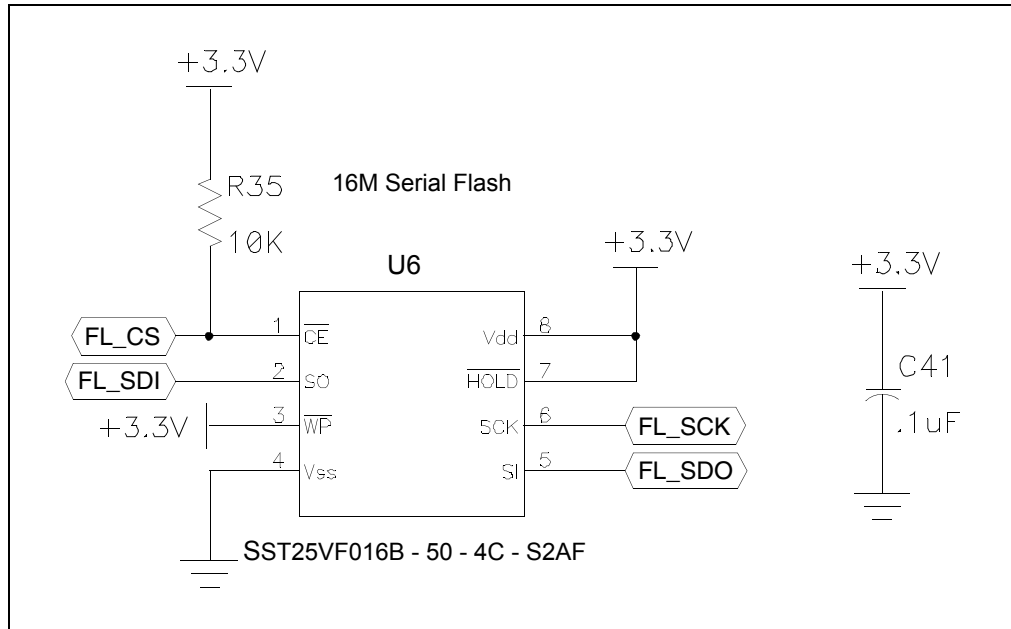 +3.3V
R35
10K
16M Serial Flash
U6
+3.3V
+3.3V
FL_CS
1
CE
Vdd
8
FL_SDI
2
SO
HOLD
7
C41
.1uF
+3.3V
3
WP
SCK
6
FL_SCK
4
Vss
SI
5
FL_SDO
SST25VF016B - 50 - 4C - S2AF